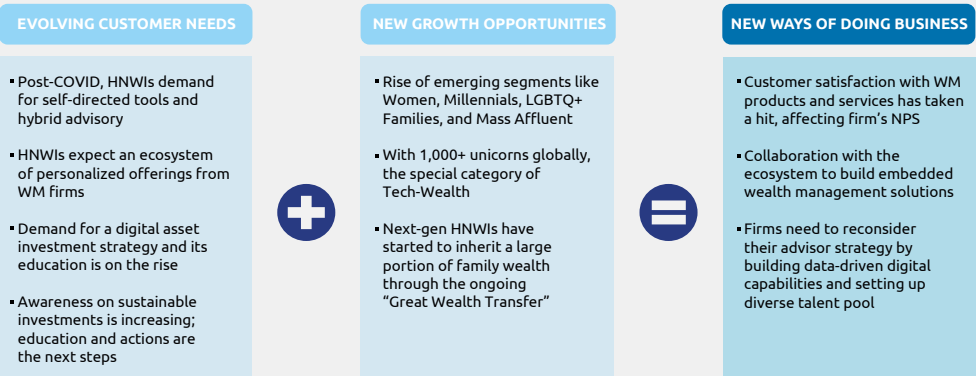 EVOLVING CUSTOMER NEEDS
▪ Post-COVID, HNWIs demand
for self-directed tools and
hybrid advisory
▪ HNWIs expect an ecosystem
of personalized offerings from
WM firms
▪ Demand for a digital asset
investment strategy and its
education is on the rise
▪ Awareness on sustainable
investments is increasing;
education and actions are
the next steps
NEW GROWTH OPPORTUNITIES
▪ Rise of emerging segments like
Women, Millennials, LGBTQ+
Families, and Mass Affluent
▪ With 1,000+ unicorns globally,
the special category of
Tech-Wealth
▪ Next-gen HNWIs have
started to inherit a large
portion of family wealth
through the ongoing
“Great Wealth Transfer”
NEW WAYS OF DOING BUSINESS
▪ Customer satisfaction with WM
products and services has taken
a hit, affecting firm’s NPS
▪ Collaboration with the
ecosystem to build embedded
wealth management solutions
▪ Firms need to reconsider
their advisor strategy by
building data-driven digital
capabilities and setting up
diverse talent pool